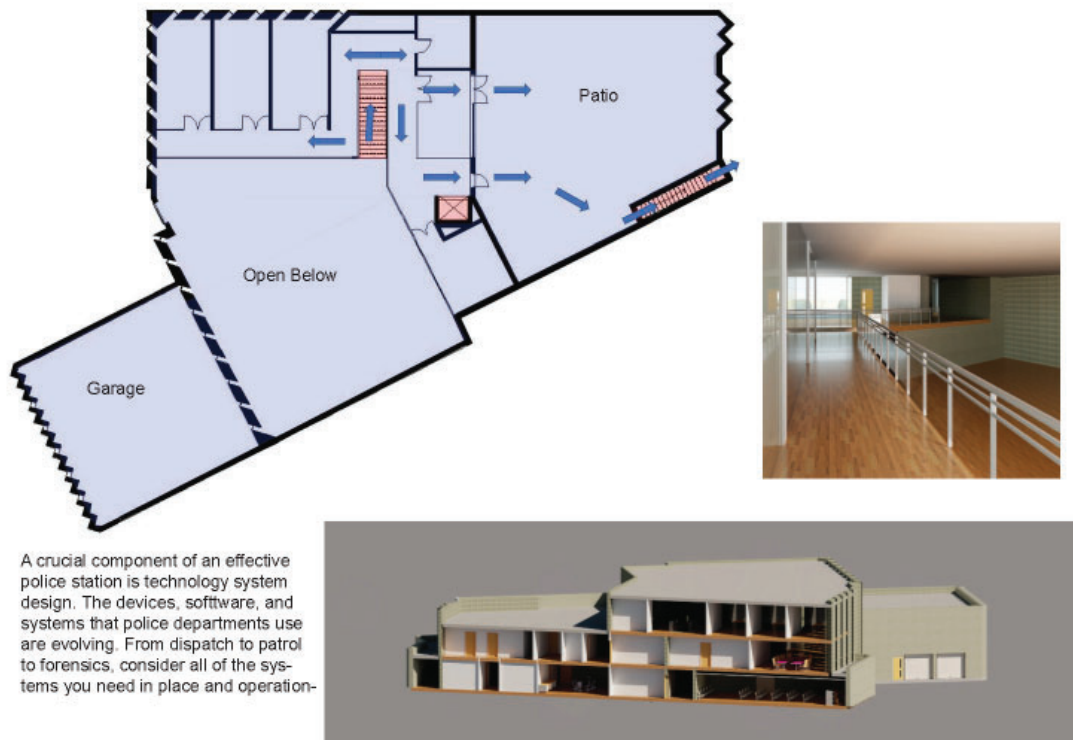 Patio
Open Below
Garage
A crucial component of an effective
police station is technology system
design. The devices, softtware, and
systems that police departments use
are evolving. From dispatch to patrol
to forensics, consider all of the sys-
tems you need in place and operation-